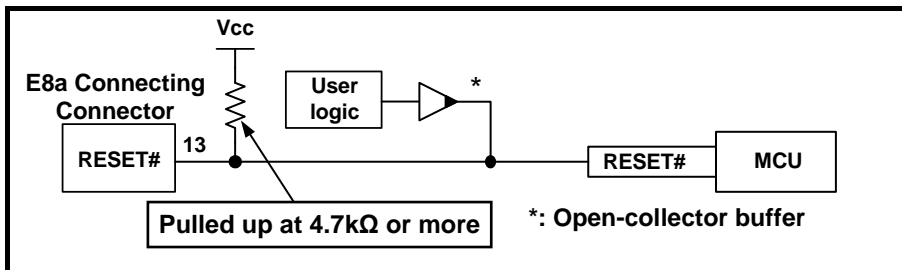 Vcc
E8a Connecting
Connector
RESET#
13
User
logic
*
RESET#
MCU
Pulled up at 4.7kΩ or more
*: Open-collector buffer